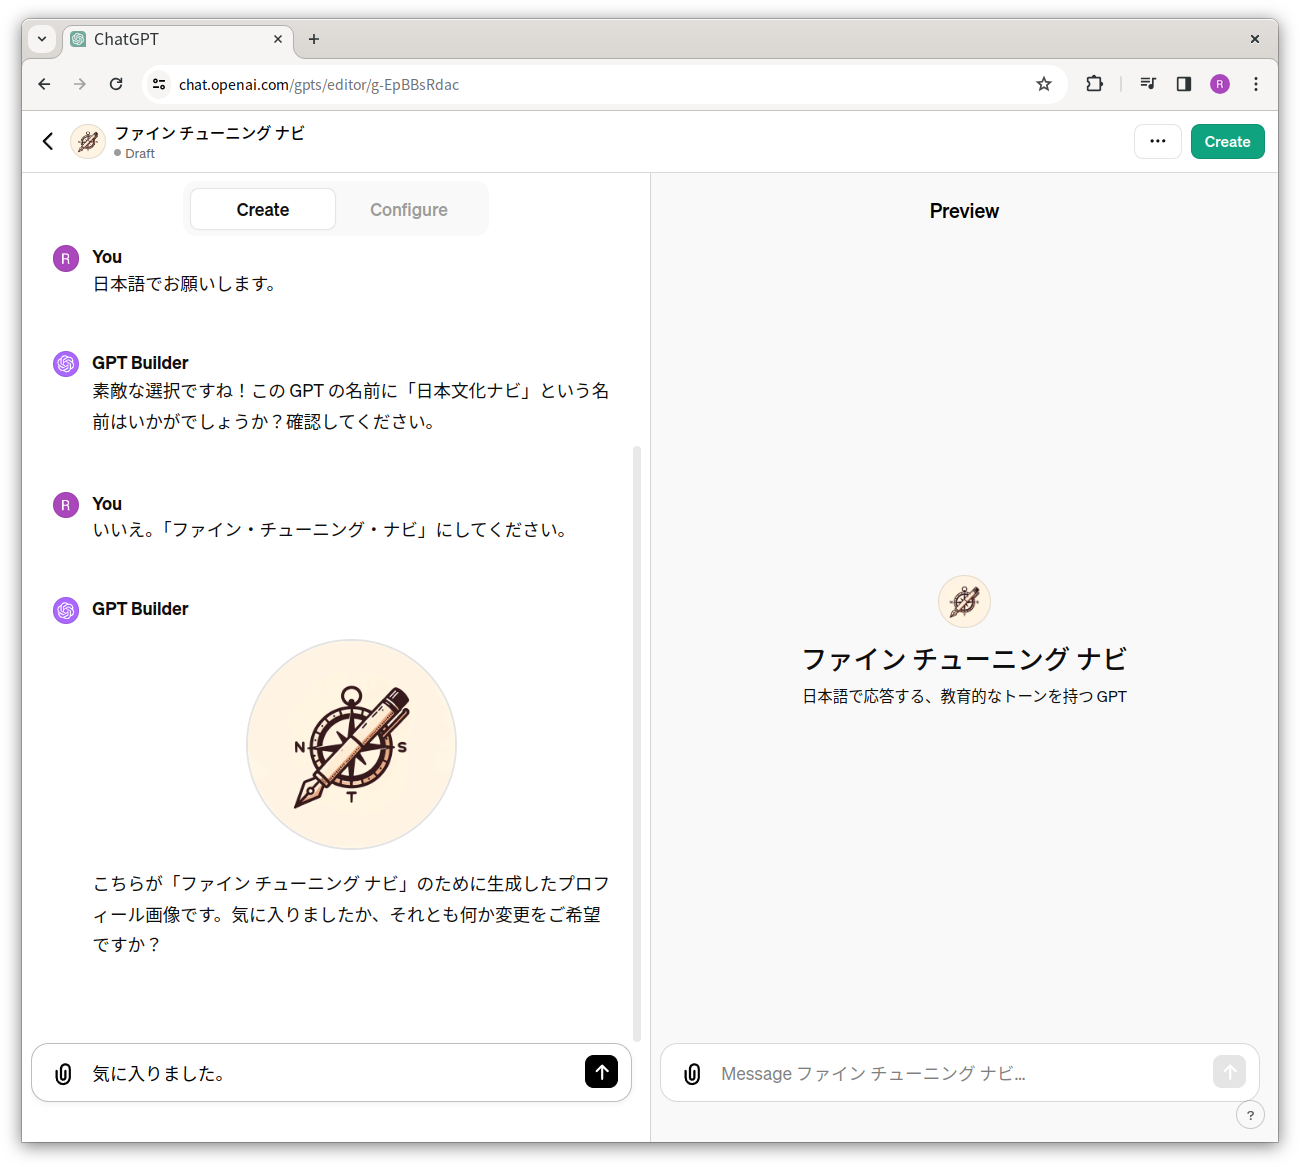 ChatGPT
chat.openai.com/gpts/editor/g-EpBBsRdac
R
ファイン チューニング ナビ
Draft
Create
Create
Configure
Preview
R
You
日本語でお願いします。
GPT Builder
素敵な選択ですね！この GPT の名前に「日本文化ナビ」という名
前はいかがでしょうか？確認してください。
R
You
いいえ。「ファイン・チューニング・ナビ」にしてください。
GPT Builder
N
S
T
こちらが「ファイン チューニング ナビ」のために生成したプロフ
ィール画像です。気に入りましたか、それとも何か変更をご希望
ですか？
気に入りました。
ファイン チューニング ナビ
日本語で応答する、教育的なトーンを持つ GPT
Message ファイン チューニング ナビ...
?